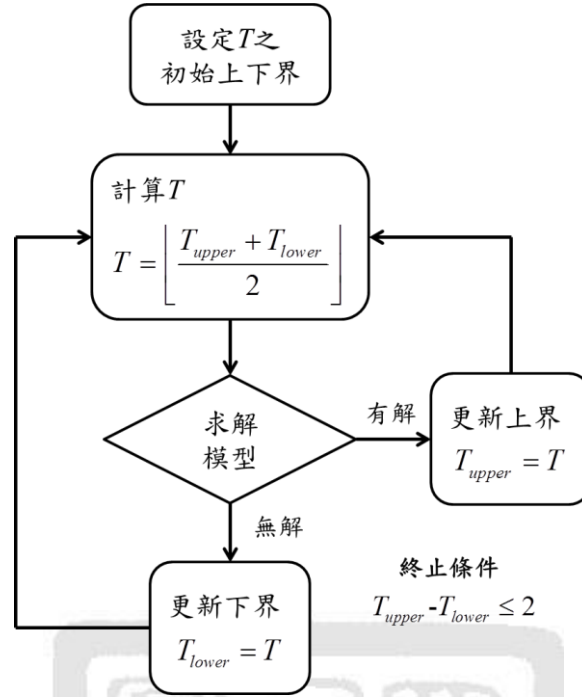 設定T之
初始上下界
計算T
T = ⌊(T_upper + T_lower) / 2⌋
求解
模型
有解
更新上界
T_upper = T
無解
更新下界
T_lower = T
終止條件
T_upper - T_lower ≤ 2